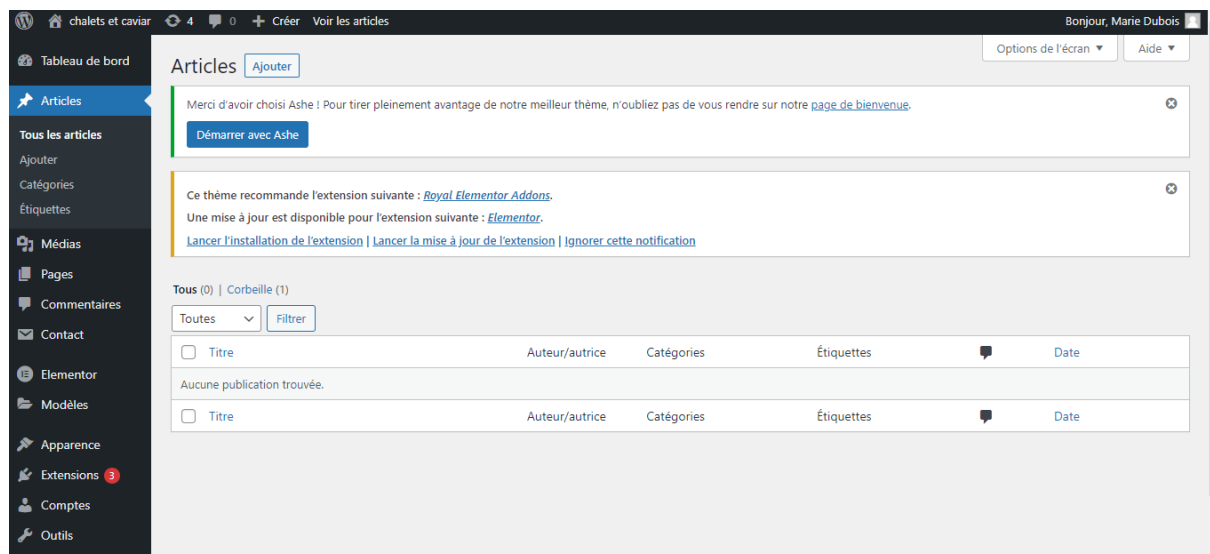 chalets et caviar 4 0 + Créer Voir les articles Bonjour, Marie Dubois
Options de l'écran ▼ Aide ▼
Tableau de bord
Articles
Tous les articles
Ajouter
Catégories
Étiquettes
Médias
Pages
Commentaires
Contact
Elementor
Modèles
Apparence
Extensions 3
Comptes
Outils
Articles Ajouter
Merci d'avoir choisi Ashe ! Pour tirer pleinement avantage de notre meilleur thème, n'oubliez pas de vous rendre sur notre page de bienvenue.
Démarrer avec Ashe
Ce thème recommande l'extension suivante : Royal Elementor Addons.
Une mise à jour est disponible pour l'extension suivante : Elementor.
Lancer l'installation de l'extension | Lancer la mise à jour de l'extension | Ignorer cette notification
Tous (0) | Corbeille (1)
Toutes Filtrer
Titre Auteur/autrice Catégories Étiquettes Date
Aucune publication trouvée.
Titre Auteur/autrice Catégories Étiquettes Date